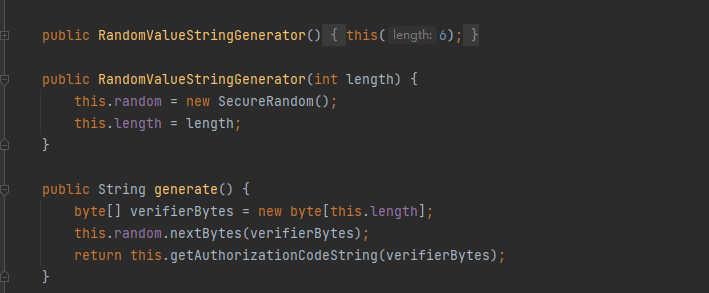 public RandomValueStringGenerator() { this( length: 6); }
public RandomValueStringGenerator(int length) {
this.random = new SecureRandom();
this.length = length;
}
public String generate() {
byte[] verifierBytes = new byte[this.length];
this.random.nextBytes(verifierBytes);
return this.getAuthorizationCodeString(verifierBytes);
}